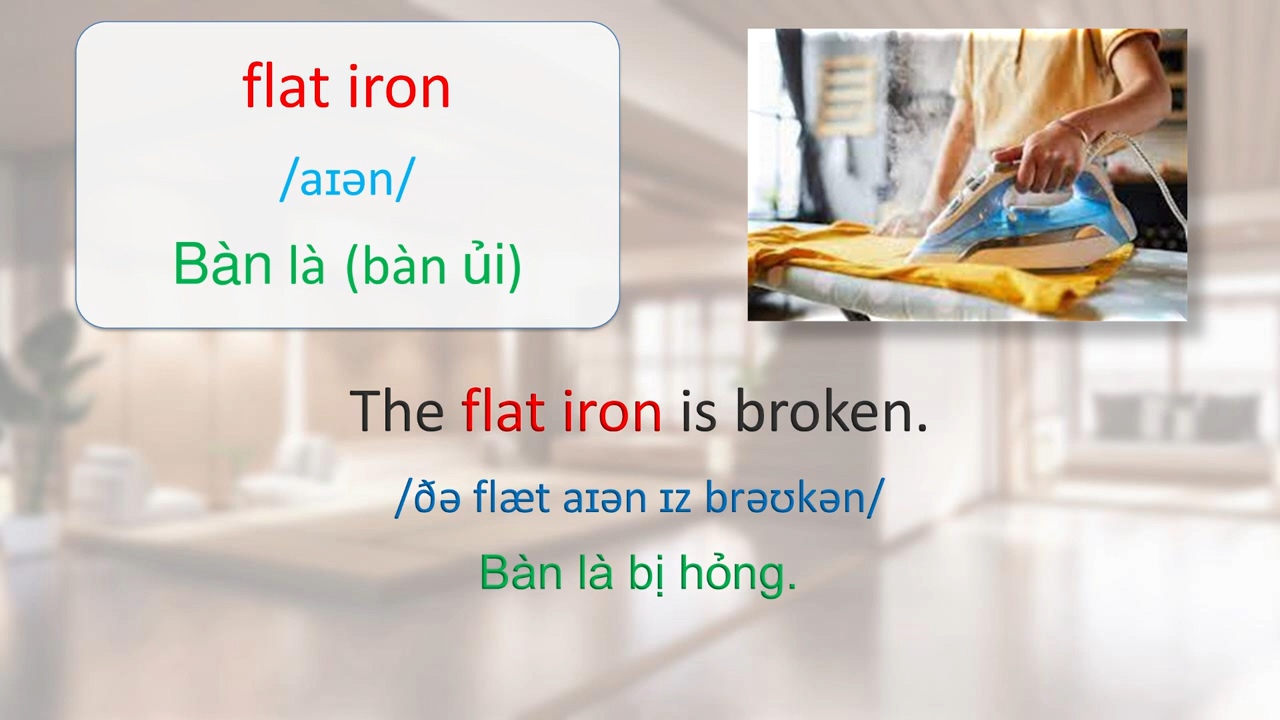 flat iron
/aɪən/
Bàn là (bàn ủi)
The flat iron is broken.
/ðə flæt aɪən ɪz brəʊkən/
Bàn là bị hỏng.